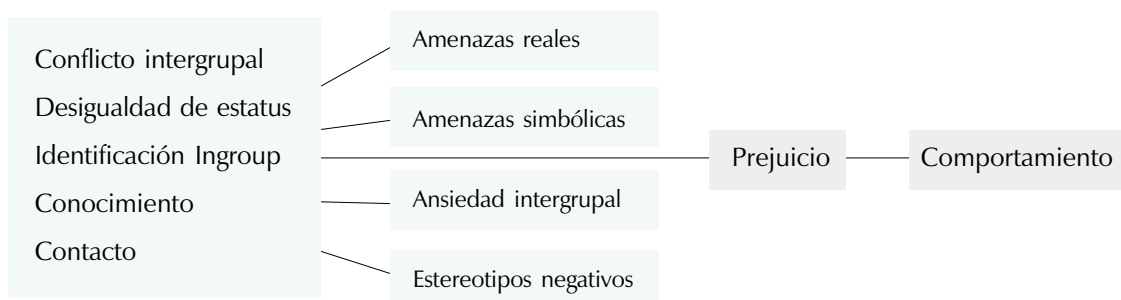 Conflicto intergrupal
Desigualdad de estatus
Identificación Ingroup
Conocimiento
Contacto
Amenazas reales
Amenazas simbólicas
Ansiedad intergrupal
Estereotipos negativos
Prejuicio
Comportamiento